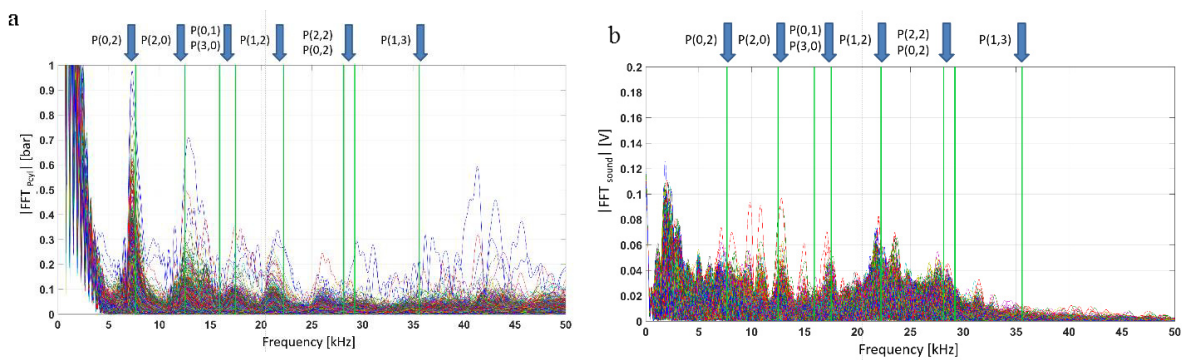 a
P(0,2)
P(2,0)
P(0,1)
P(3,0)
P(1,2)
P(2,2)
P(0,2)
P(1,3)
|FFT Pcyl| [bar]
1
0.9
0.8
0.7
0.6
0.5
0.4
0.3
0.2
0.1
0
0 5 10 15 20 25 30 35 40 45 50
Frequency [kHz]
b
P(0,2)
P(2,0)
P(0,1)
P(3,0)
P(1,2)
P(2,2)
P(0,2)
P(1,3)
|FFT sound| [V]
0.2
0.18
0.16
0.14
0.12
0.1
0.08
0.06
0.04
0.02
0
0 5 10 15 20 25 30 35 40 45 50
Frequency [kHz]